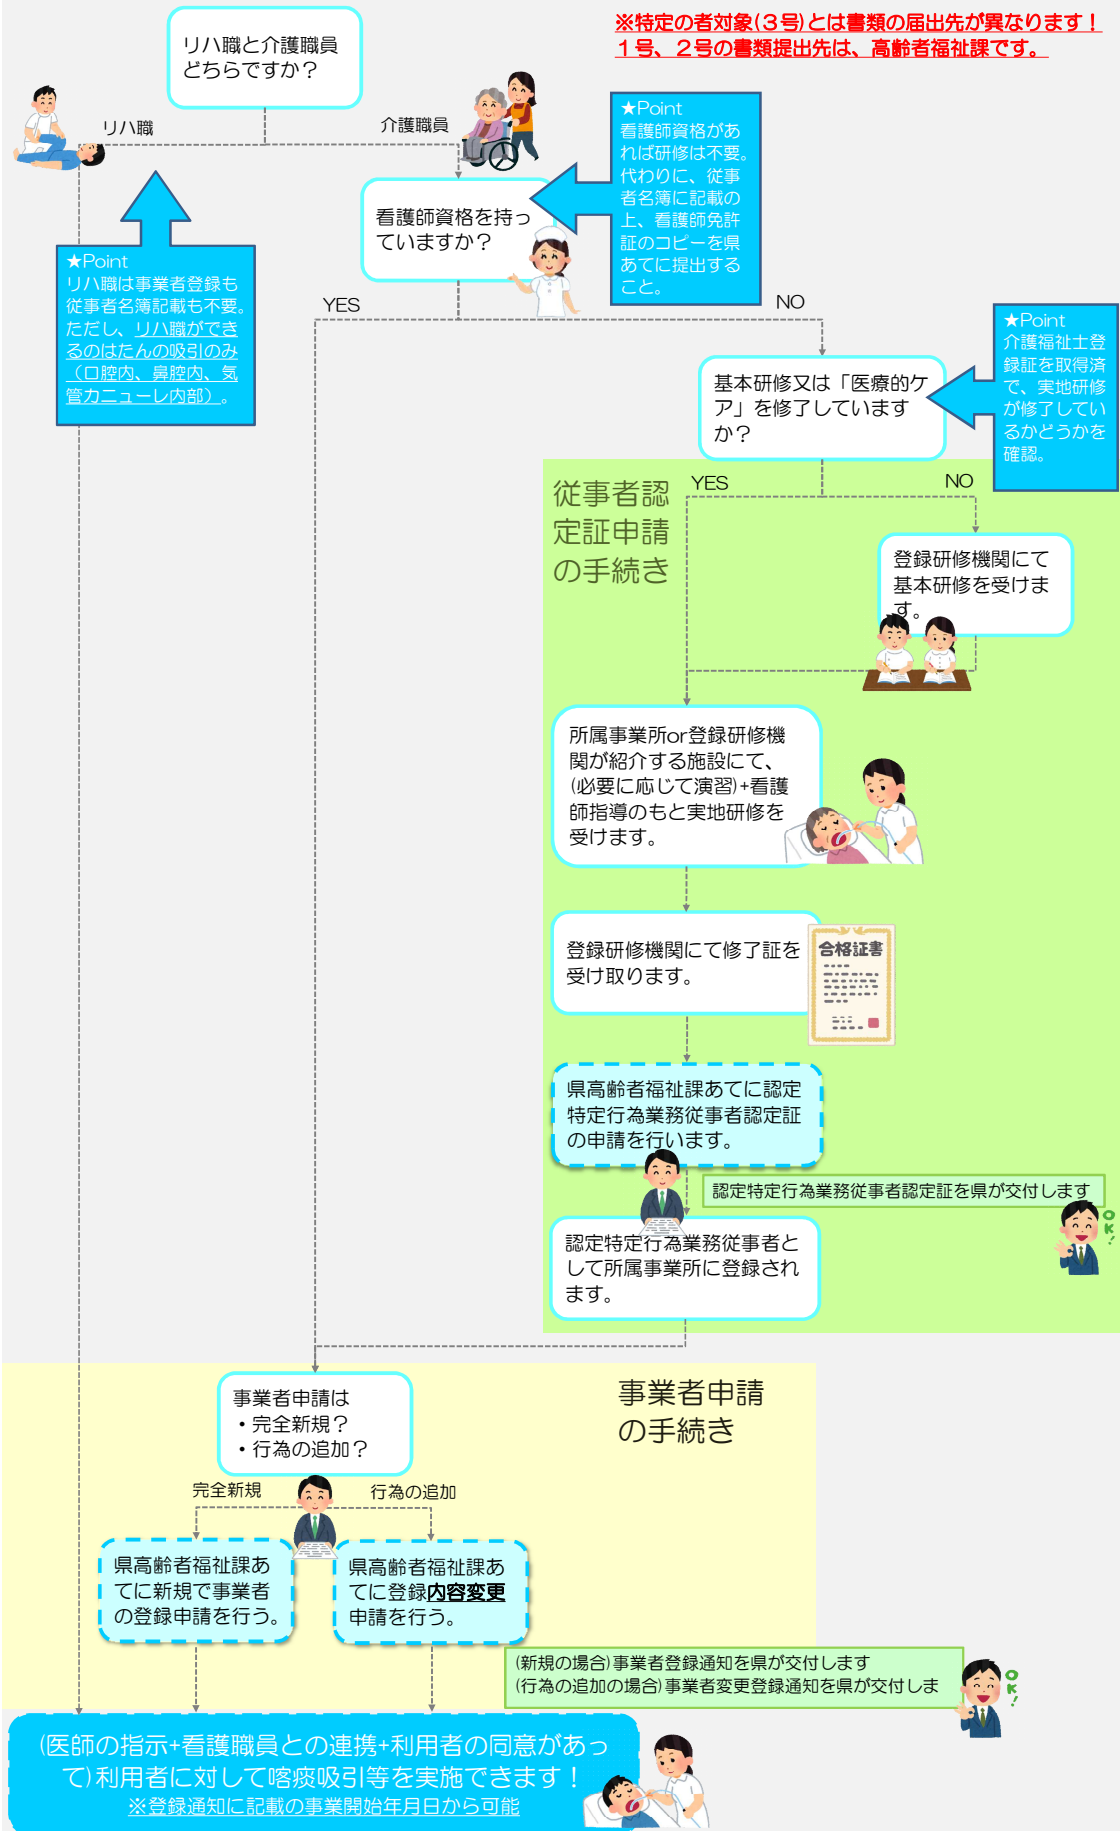 ※特定の者対象(３号)とは書類の届出先が異なります！
１号、２号の書類提出先は、高齢者福祉課です。
リハ職と介護職員
どちらですか？
リハ職
介護職員
★Point
看護師資格があ
れば研修は不要。
代わりに、従事
者名簿に記載の
上、看護師免許
証のコピーを県
あてに提出する
こと。
看護師資格を持っ
ていますか？
★Point
リハ職は事業者登録も
従事者名簿記載も不要。
ただし、リハ職ができ
るのはたんの吸引のみ
（口腔内、鼻腔内、気
管カニューレ内部）。
YES
NO
★Point
介護福祉士登
録証を取得済
で、実地研修
が修了してい
るかどうかを
確認。
基本研修又は「医療的ケ
ア」を修了しています
か？
従事者認
定証申請
の手続き
YES
NO
登録研修機関にて
基本研修を受けま
す。
所属事業所or登録研修機
関が紹介する施設にて、
(必要に応じて演習)+看護
師指導のもと実地研修を
受けます。
登録研修機関にて修了証を
受け取ります。
合格証書
県高齢者福祉課あてに認定
特定行為業務従事者認定証
の申請を行います。
認定特定行為業務従事者認定証を県が交付します
OK!
認定特定行為業務従事者と
して所属事業所に登録され
ます。
事業者申請は
・完全新規？
・行為の追加？
事業者申請
の手続き
完全新規
行為の追加
県高齢者福祉課あ
てに新規で事業者
の登録申請を行う。
県高齢者福祉課あ
てに登録内容変更
申請を行う。
(新規の場合)事業者登録通知を県が交付します
(行為の追加の場合)事業者変更登録通知を県が交付しま
OK!
(医師の指示+看護職員との連携+利用者の同意があっ
て)利用者に対して喀痰吸引等を実施できます！
※登録通知に記載の事業開始年月日から可能